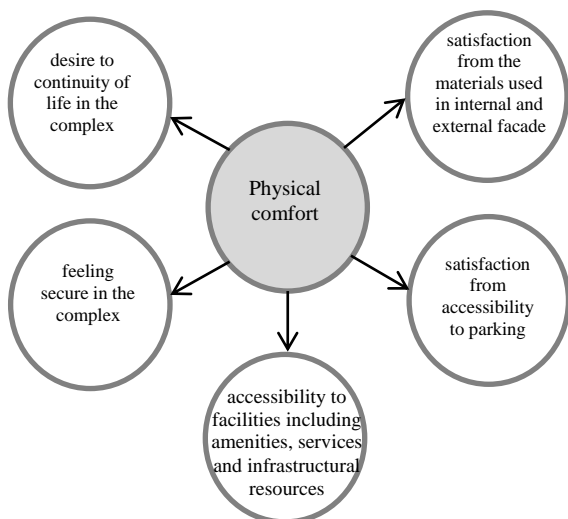 desire to
continuity of
life in the
complex
satisfaction
from the
materials used
in internal and
external facade
Physical
comfort
feeling
secure in the
complex
satisfaction
from
accessibility
to parking
accessibility to
facilities including
amenities, services
and infrastructural
resources